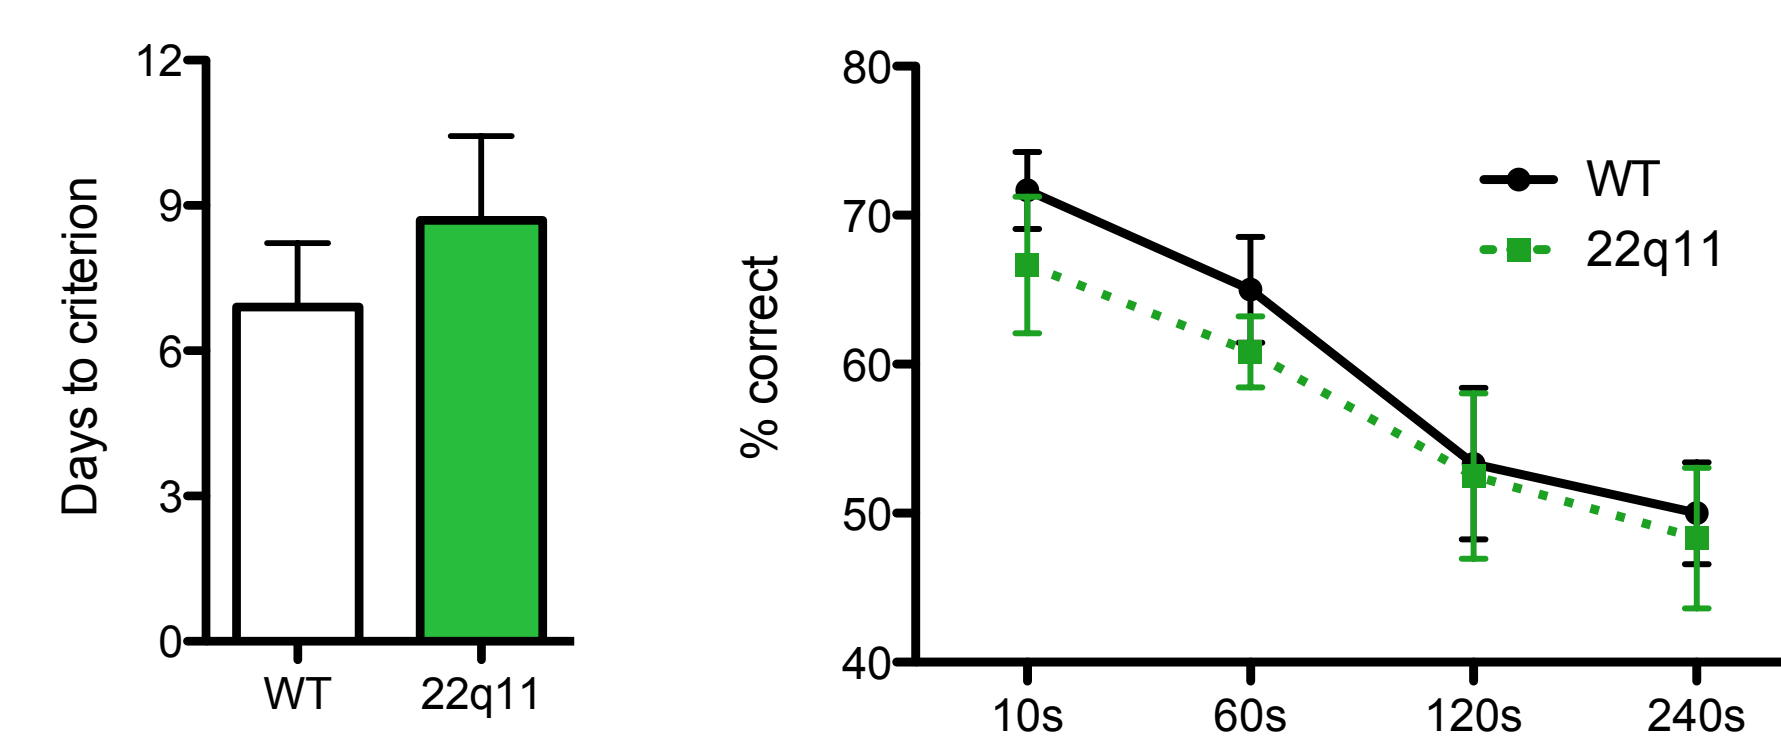 Days to criterion
12
9
6
3
0
WT
22q11
% correct
80
70
60
50
40
10s
60s
120s
240s
WT
22q11